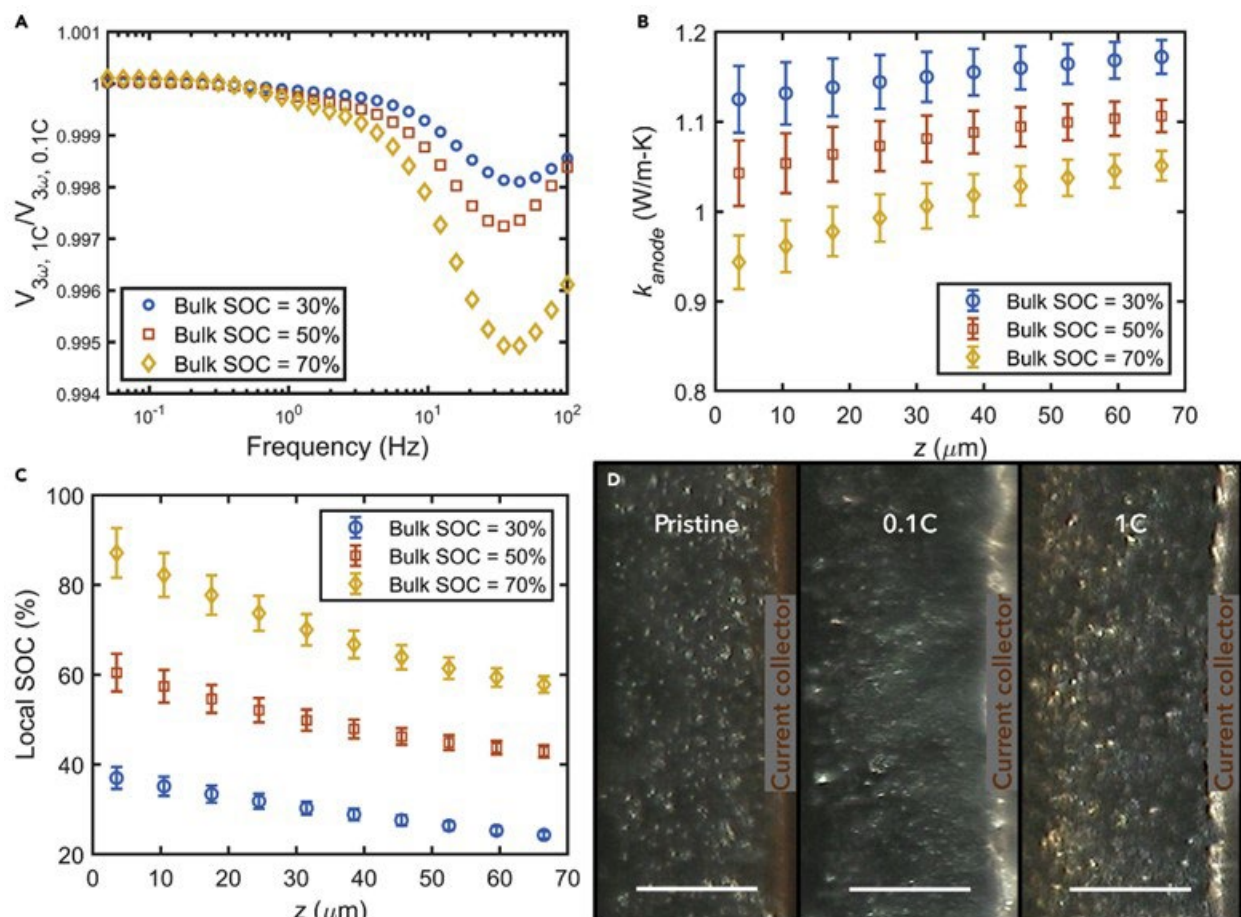 A
1.001
1
0.999
0.998
0.997
0.996
0.995
0.994
V3ω, 1C/V3ω, 0.1C
Bulk SOC = 30%
Bulk SOC = 50%
Bulk SOC = 70%
10-1
100
101
102
Frequency (Hz)
B
1.2
1.1
1
0.9
0.8
kanode (W/m-K)
Bulk SOC = 30%
Bulk SOC = 50%
Bulk SOC = 70%
0
10
20
30
40
50
60
70
z (μm)
C
100
80
60
40
20
Local SOC (%)
Bulk SOC = 30%
Bulk SOC = 50%
Bulk SOC = 70%
0
10
20
30
40
50
60
70
z (μm)
D
Pristine
Current collector
0.1C
Current collector
1C
Current collector